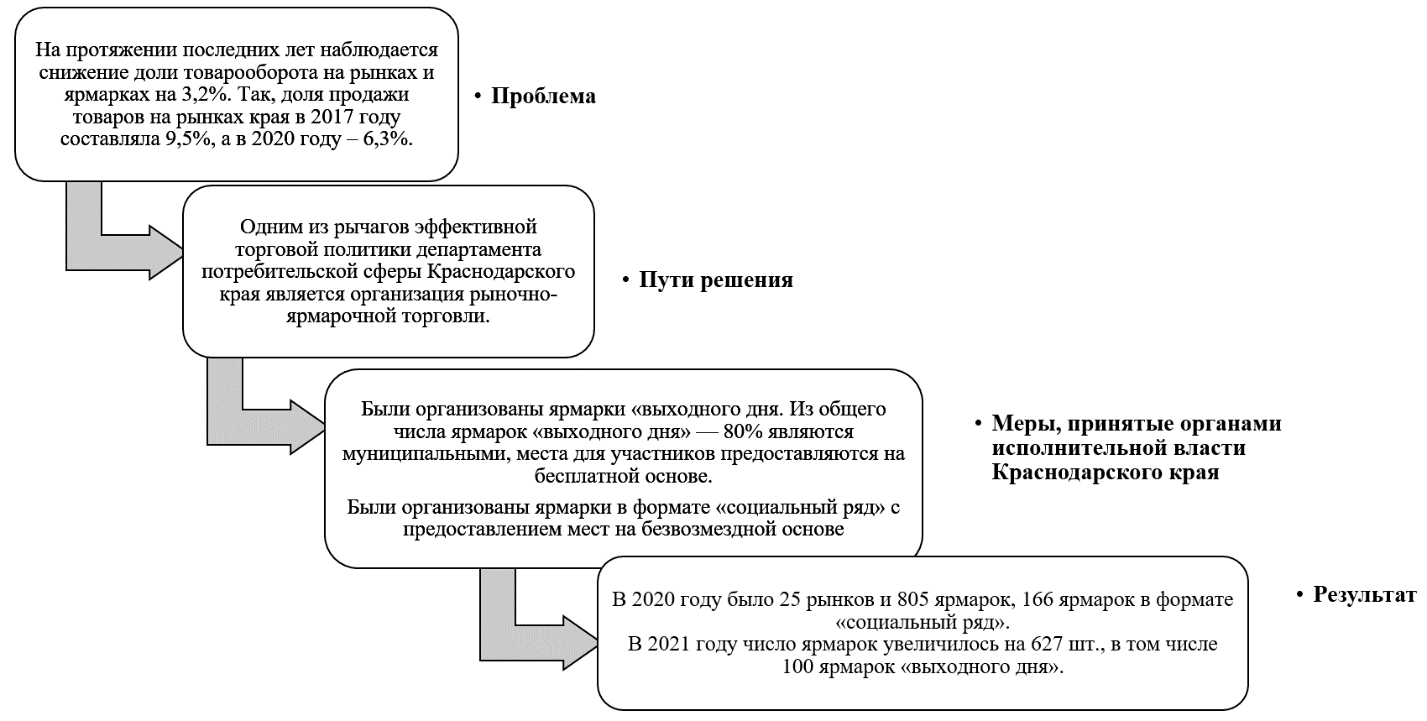 На протяжении последних лет наблюдается
снижение доли товарооборота на рынках и
ярмарках на 3,2%. Так, доля продажи
товаров на рынках края в 2017 году
составляла 9,5%, а в 2020 году – 6,3%.
• Проблема
Одним из рычагов эффективной
торговой политики департамента
потребительской сферы Краснодарского
края является организация рыночно-
ярмарочной торговли.
• Пути решения
Были организованы ярмарки «выходного дня. Из общего
числа ярмарок «выходного дня» — 80% являются
муниципальными, места для участников предоставляются на
бесплатной основе.
Были организованы ярмарки в формате «социальный ряд» с
предоставлением мест на безвозмездной основе
• Меры, принятые органами
исполнительной власти
Краснодарского края
В 2020 году было 25 рынков и 805 ярмарок, 166 ярмарок в формате
«социальный ряд».
В 2021 году число ярмарок увеличилось на 627 шт., в том числе
100 ярмарок «выходного дня».
• Результат